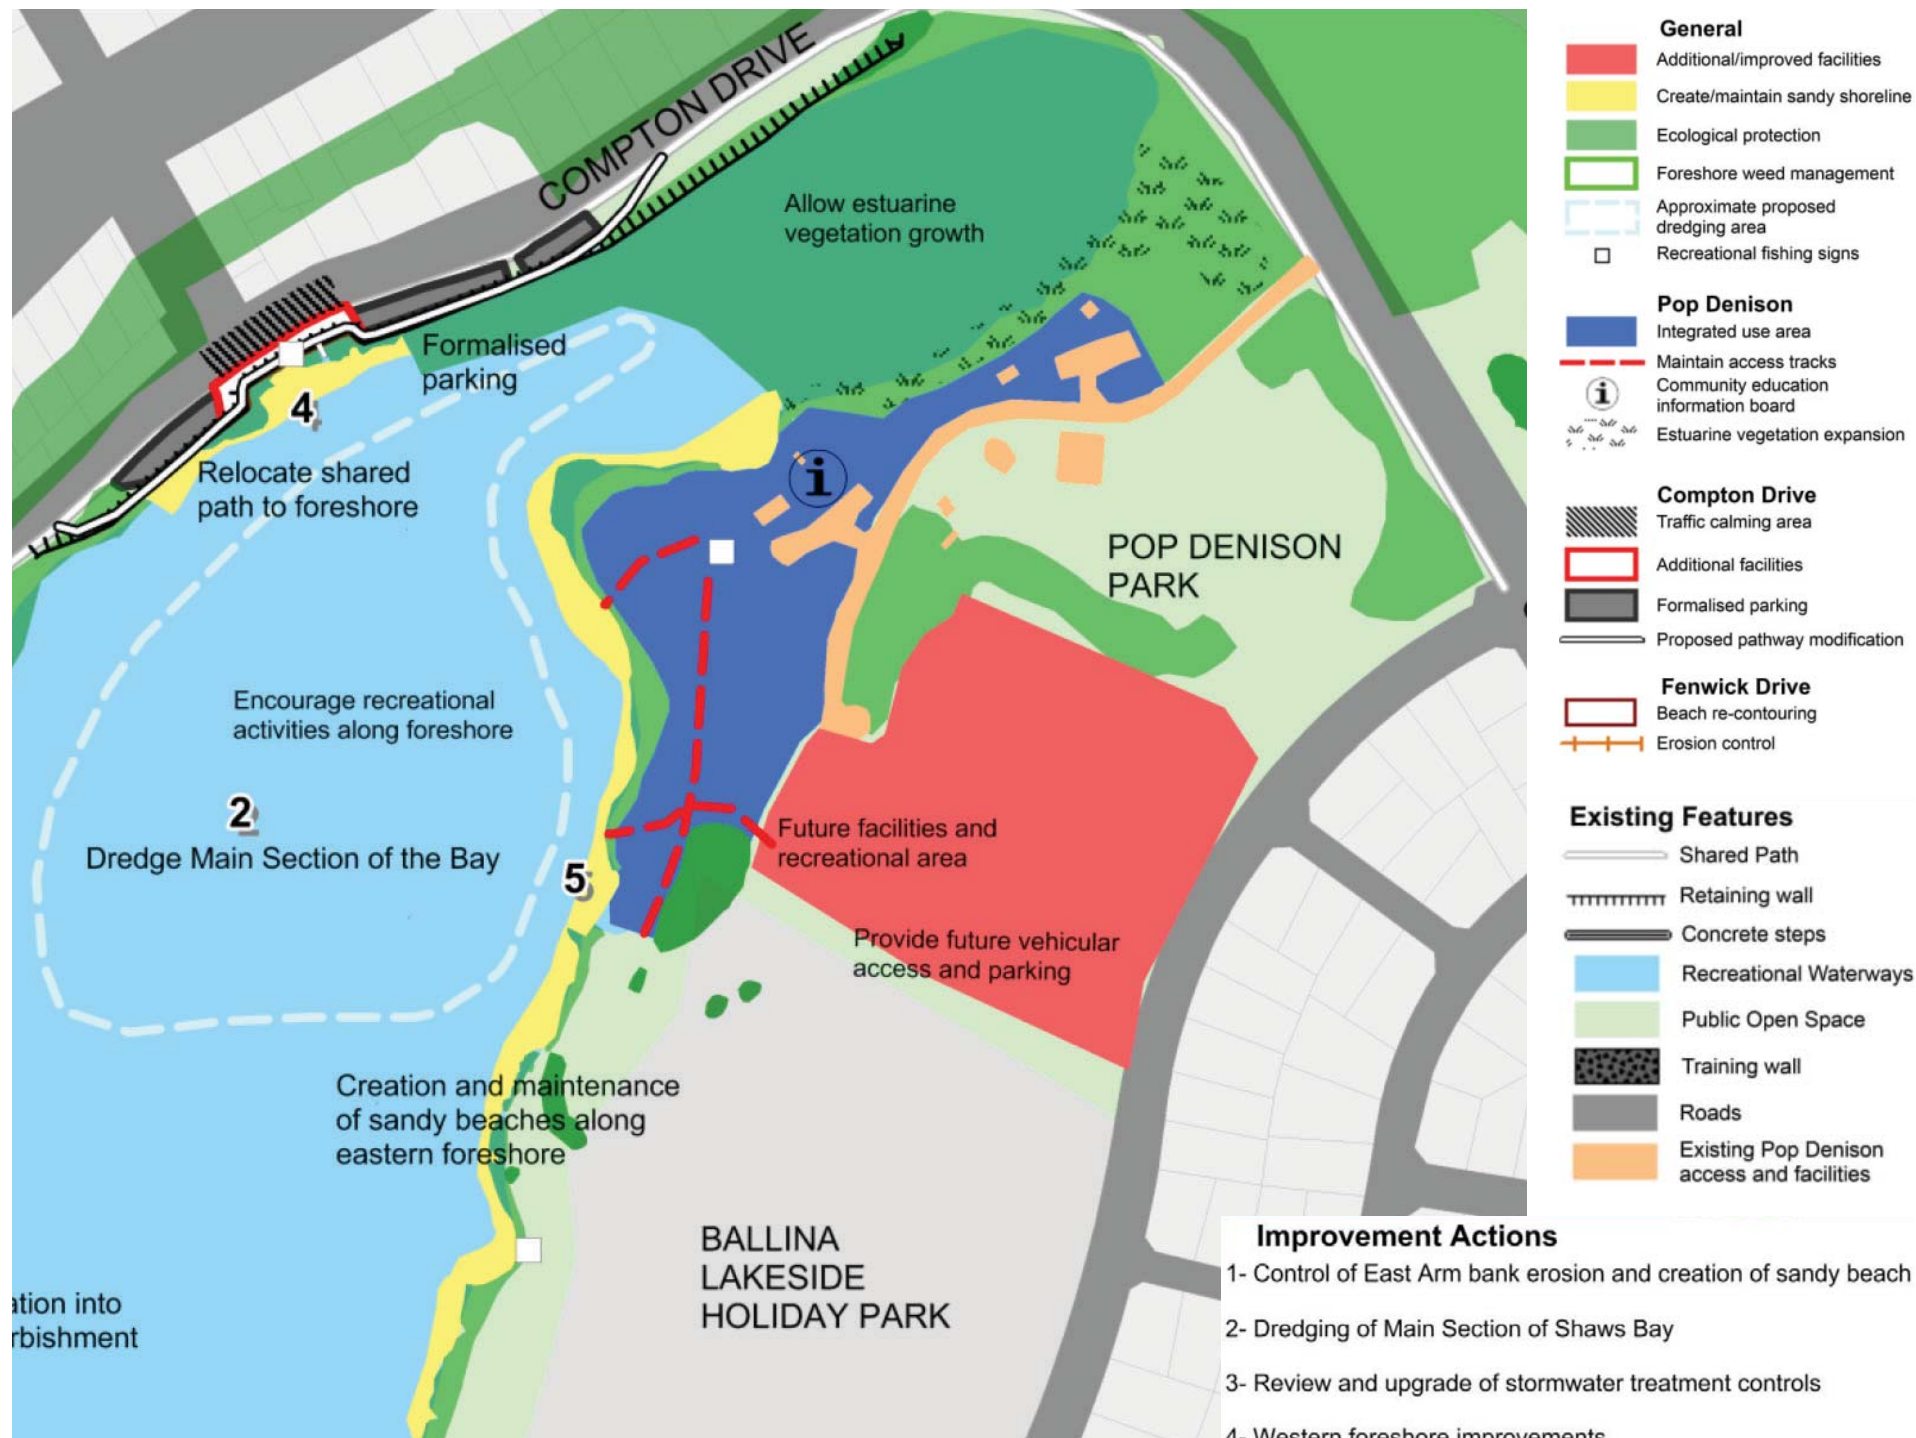 COMPTON DRIVE
Allow estuarine
vegetation growth
Formalised
parking
4
Relocate shared
path to foreshore
i
POP DENISON
PARK
Encourage recreational
activities along foreshore
2
Dredge Main Section of the Bay
5
Future facilities and
recreational area
Provide future vehicular
access and parking
Creation and maintenance
of sandy beaches along
eastern foreshore
BALLINA
LAKESIDE
HOLIDAY PARK
ation into
rbishment
General
Additional/improved facilities
Create/maintain sandy shoreline
Ecological protection
Foreshore weed management
Approximate proposed
dredging area
Recreational fishing signs
Pop Denison
Integrated use area
Maintain access tracks
i
Community education
information board
Estuarine vegetation expansion
Compton Drive
Traffic calming area
Additional facilities
Formalised parking
Proposed pathway modification
Fenwick Drive
Beach re-contouring
Erosion control
Existing Features
Shared Path
Retaining wall
Concrete steps
Recreational Waterways
Public Open Space
Training wall
Roads
Existing Pop Denison
access and facilities
Improvement Actions
1- Control of East Arm bank erosion and creation of sandy beach
2- Dredging of Main Section of Shaws Bay
3- Review and upgrade of stormwater treatment controls
4- Western foreshore improvements